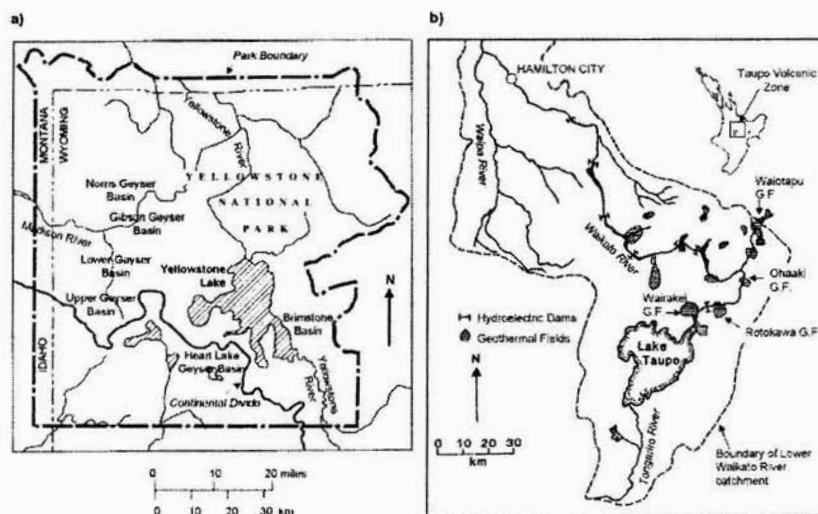 a)
Park Boundary
MONTANA
WYOMING
Yellowstone
River
Norris Geyser
Basin
YELLOWSTONE
NATIONAL
PARK
Gibson Geyser
Basin
Madison River
Lower Geyser
Basin
Yellowstone
Lake
N
Upper Geyser
Basin
Brimstone
Basin
IDAHO
Heart Lake
Geyser Basin
Yellowstone
River
Continental Divide
0 10 20 miles
0 10 20 30 km
b)
HAMILTON CITY
Taupo Volcanic
Zone
Waipa River
Waiotapu
G.F.
Waikato River
Ohaaki
G.F.
Wairakei
G.F.
Hydroelectric Dams
Geothermal Fields
Rotokawa G.F.
N
Lake
Taupo
0 30
km
Tongariro River
Boundary of Lower
Waikato River
catchment